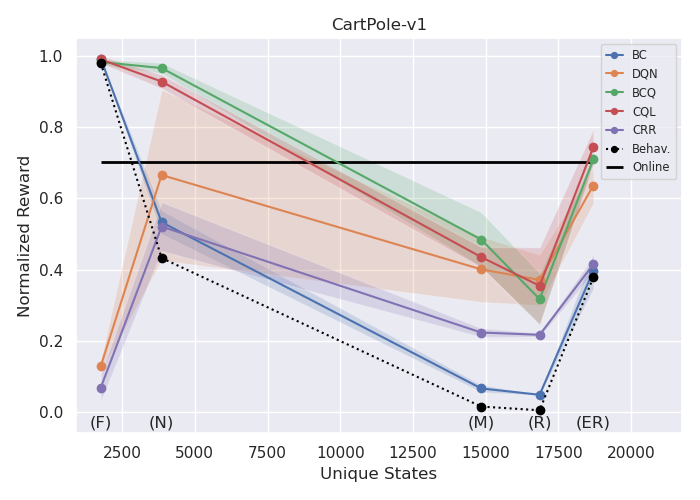 CartPole-v1
Normalized Reward
1.0
0.8
0.6
0.4
0.2
0.0
BC
DQN
BCQ
CQL
CRR
Behav.
Online
(F) (N) (M) (R) (ER)
2500 5000 7500 10000 12500 15000 17500 20000
Unique States